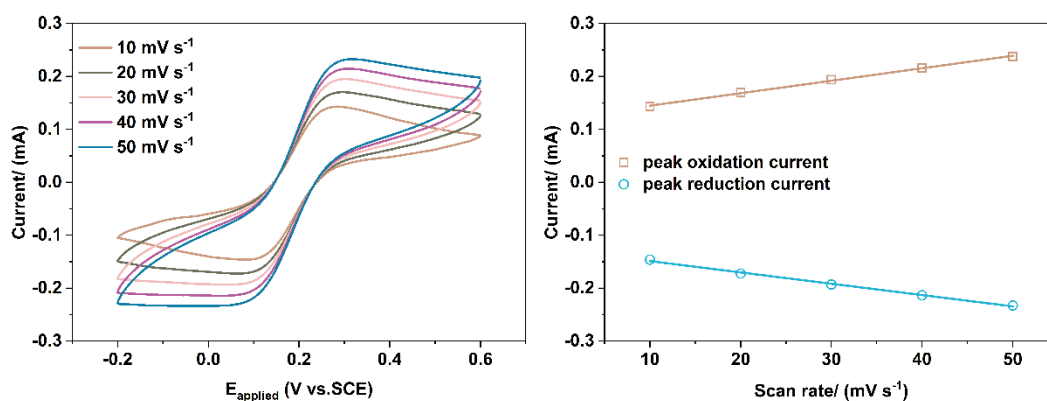 0.3
0.2
0.1
0.0
-0.1
-0.2
-0.3
Current/ (mA)
10 mV s⁻¹
20 mV s⁻¹
30 mV s⁻¹
40 mV s⁻¹
50 mV s⁻¹
-0.2 0.0 0.2 0.4 0.6
E_applied (V vs.SCE)
0.3
0.2
0.1
0.0
-0.1
-0.2
-0.3
Current/ (mA)
peak oxidation current
peak reduction current
10 20 30 40 50
Scan rate/ (mV s⁻¹)